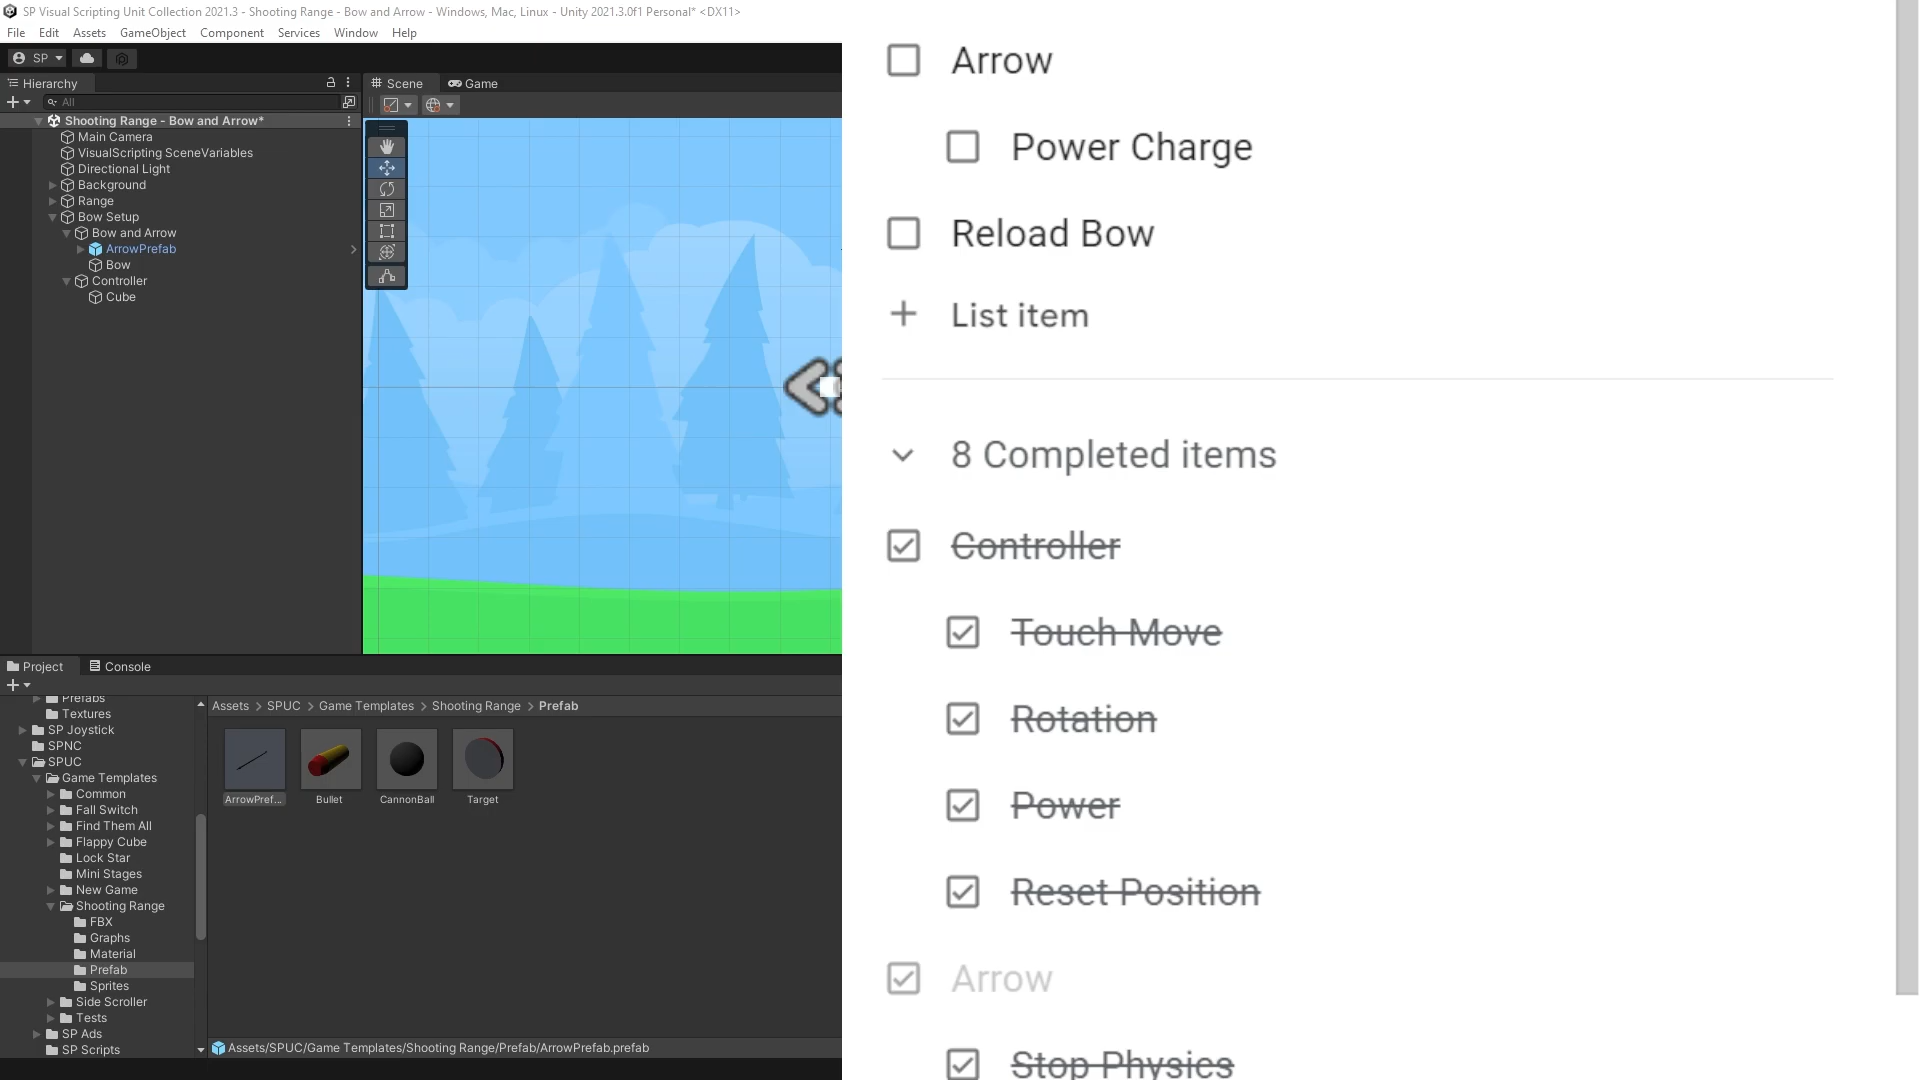 SP Visual Scripting Unit Collection 2021.3 - Shooting Range - Bow and Arrow - Windows, Mac, Linux - Unity 2021.3.0f1 Personal* <DX11>
File Edit Assets GameObject Component Services Window Help
SP
Hierarchy
All
Shooting Range - Bow and Arrow*
Main Camera
VisualScripting SceneVariables
Directional Light
Background
Range
Bow Setup
Bow and Arrow
ArrowPrefab
Bow
Controller
Cube
Scene Game
Project Console
Prefabs
Textures
SP Joystick
SPNC
SPUC
Game Templates
Common
Fall Switch
Find Them All
Flappy Cube
Lock Star
Mini Stages
New Game
Shooting Range
FBX
Graphs
Material
Prefab
Sprites
Side Scroller
Tests
SP Ads
SP Scripts
Assets > SPUC > Game Templates > Shooting Range > Prefab
ArrowPref...
Bullet
CannonBall
Target
Assets/SPUC/Game Templates/Shooting Range/Prefab/ArrowPrefab.prefab
Arrow
Power Charge
Reload Bow
+ List item
8 Completed items
Controller
Touch Move
Rotation
Power
Reset Position
Arrow
Stop Physics